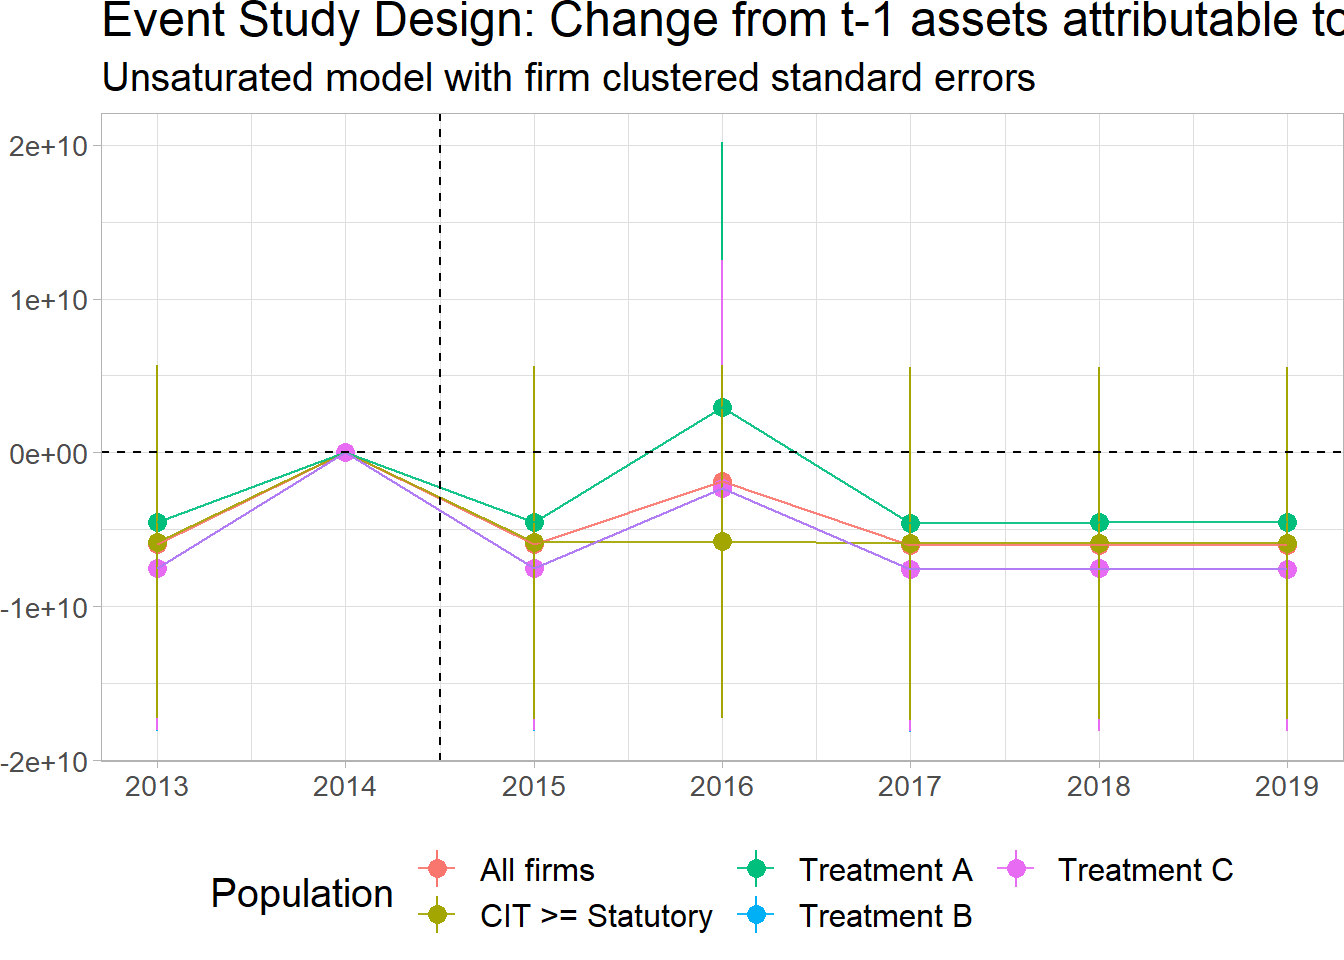 Event Study Design: Change from t-1 assets attributable to
Unsaturated model with firm clustered standard errors
2e+10
1e+10
0e+00
-1e+10
-2e+10
2013 2014 2015 2016 2017 2018 2019
Population
All firms Treatment A Treatment C
CIT >= Statutory Treatment B